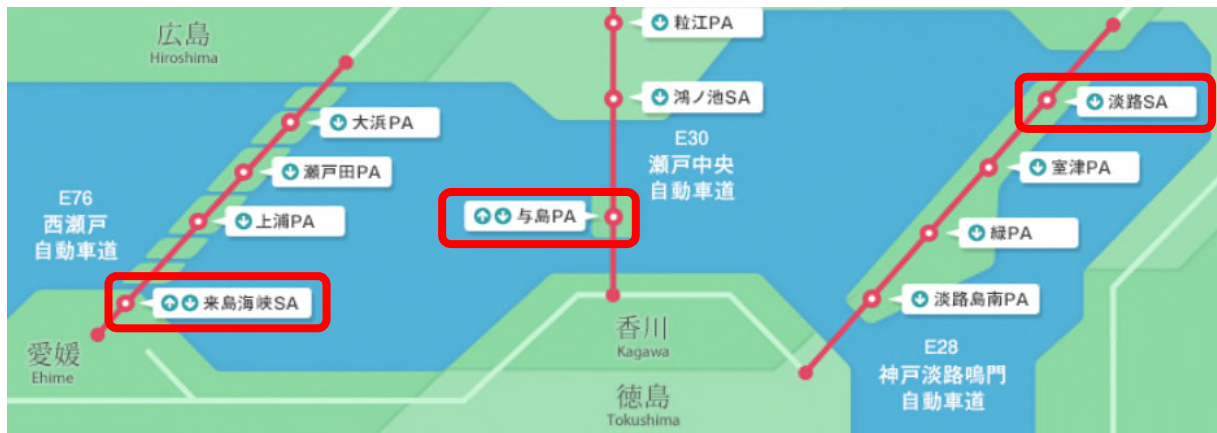 広島
Hiroshima
大浜PA
瀬戸田PA
上浦PA
来島海峡SA
E76
西瀬戸
自動車道
愛媛
Ehime
粒江PA
鴻ノ池SA
E30
瀬戸中央
自動車道
与島PA
香川
Kagawa
徳島
Tokushima
淡路SA
室津PA
緑PA
淡路島南PA
E28
神戸淡路鳴門
自動車道